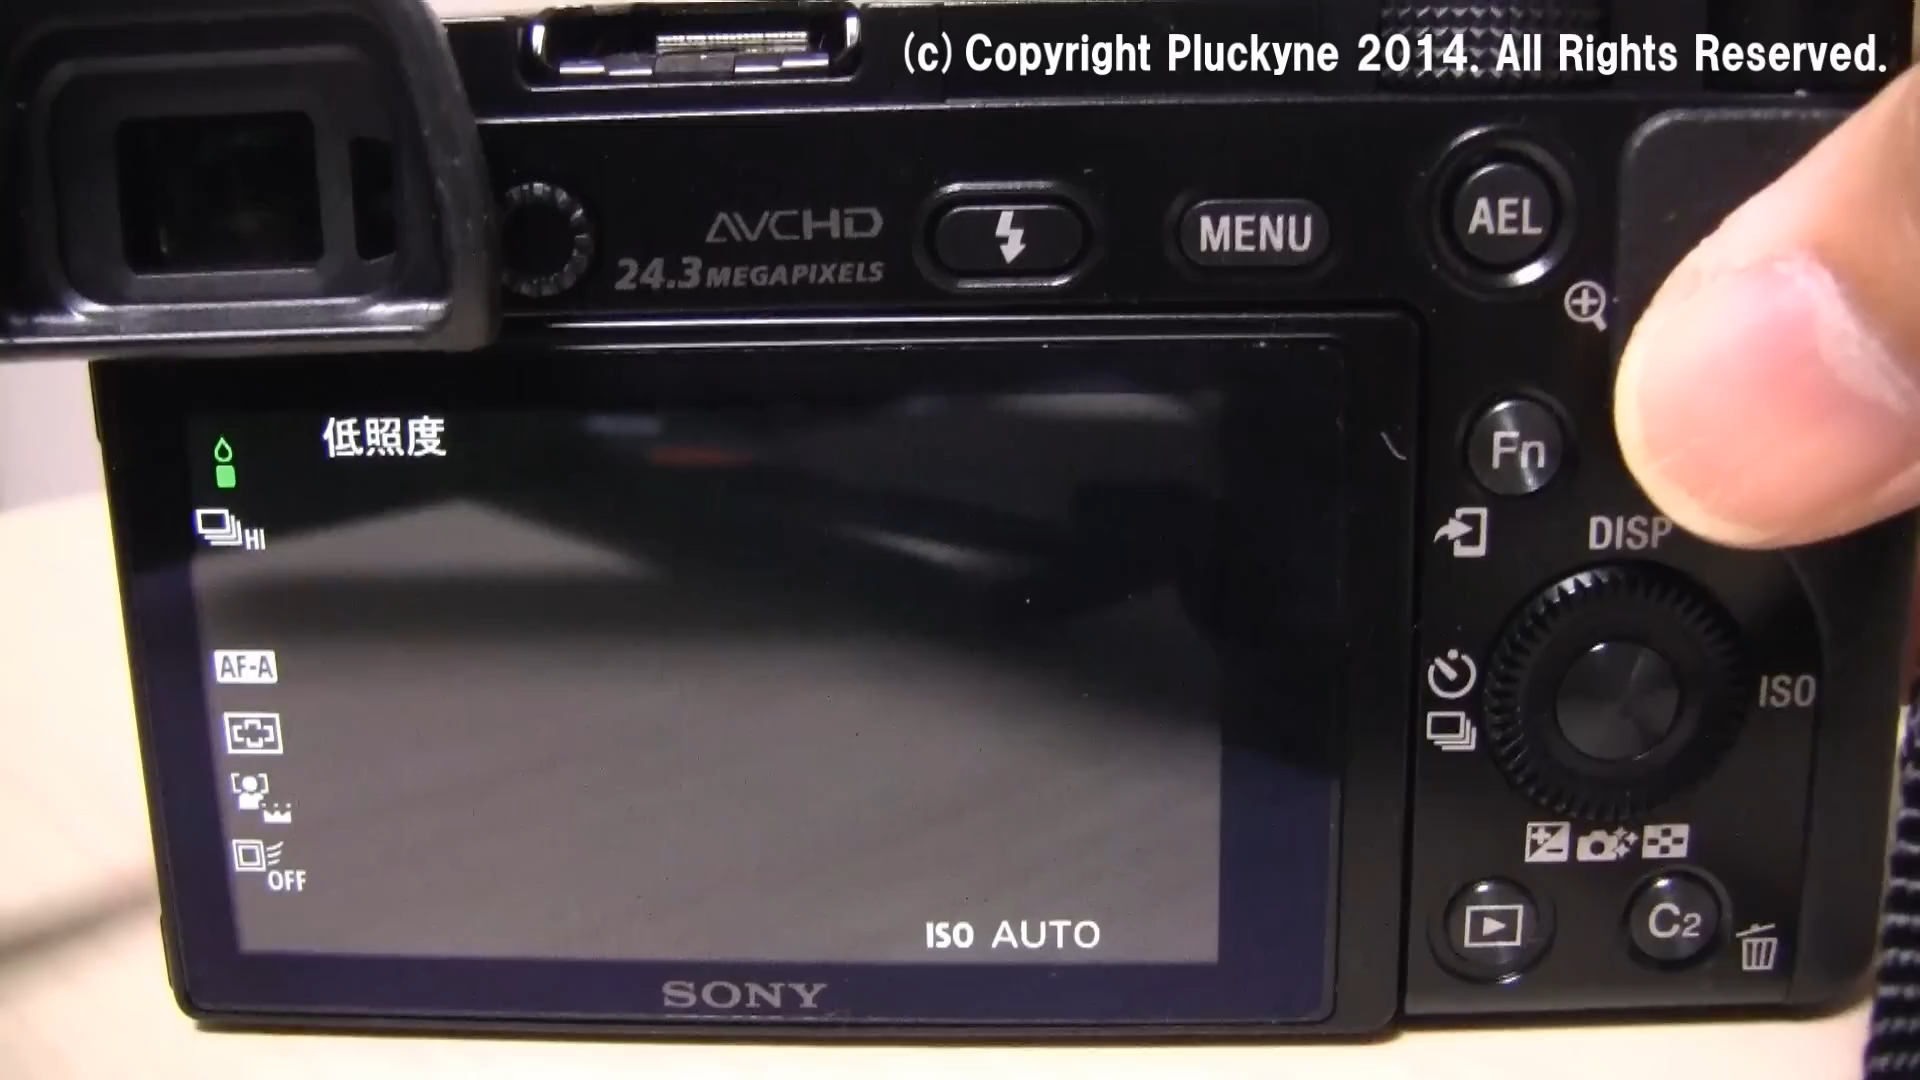 (c) Copyright Pluckyne 2014. All Rights Reserved.
AVCHD
24.3 MEGAPIXELS
MENU
AEL
低照度
HI
Fn
DISP
AF-A
ISO
OFF
ISO AUTO
C2
SONY